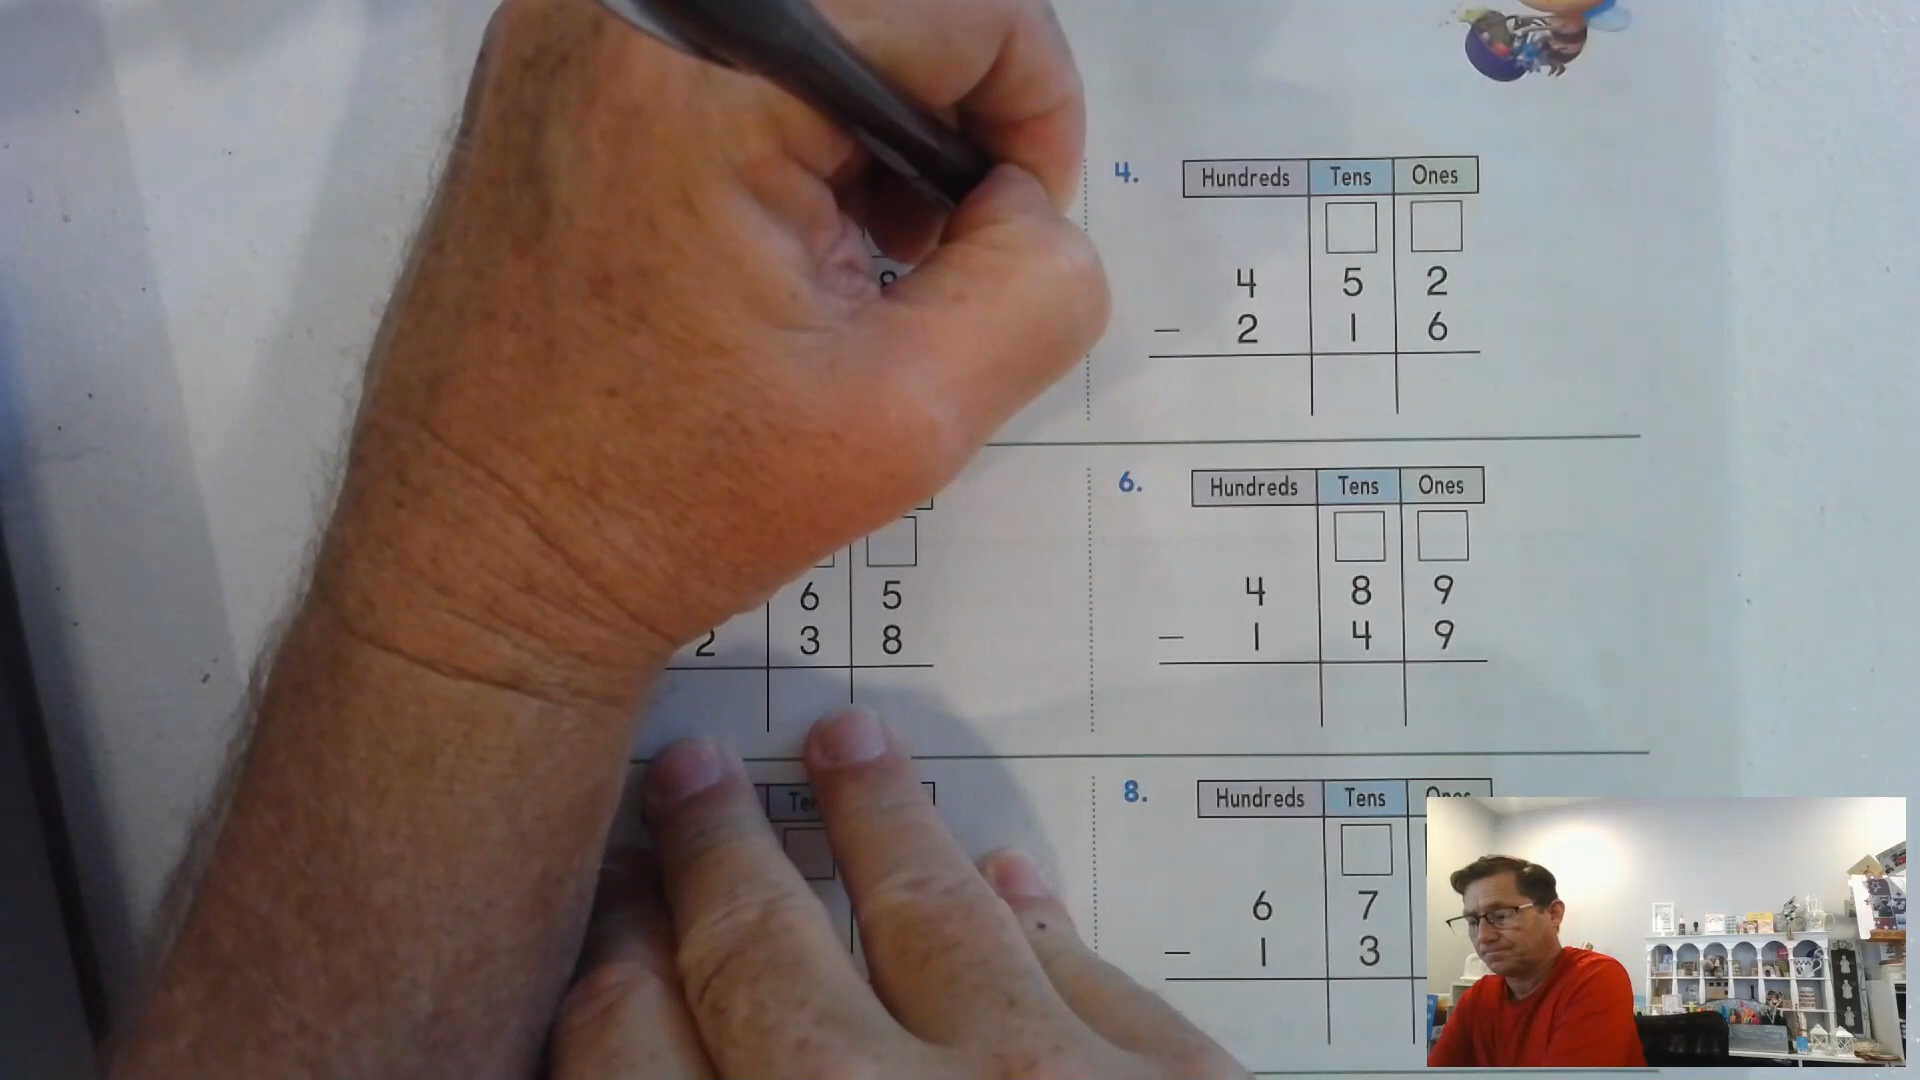 4.
Hundreds Tens Ones
4 5 2
− 2 1 6
6 5
2 3 8
6.
Hundreds Tens Ones
4 8 9
− 1 4 9
8.
Hundreds Tens Ones
6 7
− 1 3